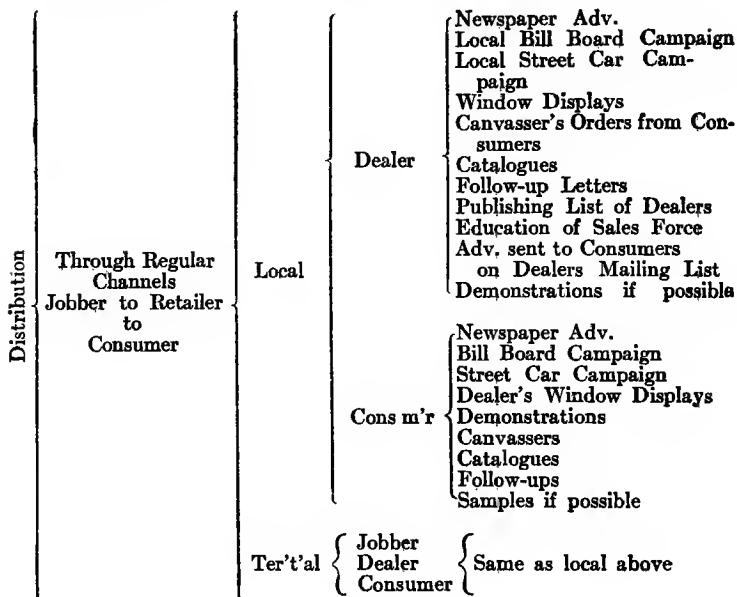 Distribution
Through Regular
Channels
Jobber to Retailer
to
Consumer
Local
Dealer
Newspaper Adv.
Local Bill Board Campaign
Local Street Car Cam-
paign
Window Displays
Canvasser's Orders from Con-
sumers
Catalogues
Follow-up Letters
Publishing List of Dealers
Education of Sales Force
Adv. sent to Consumers
on Dealers Mailing List
Demonstrations if possible
Cons m'r
Newspaper Adv.
Bill Board Campaign
Street Car Campaign
Dealer's Window Displays
Demonstrations
Canvassers
Catalogues
Follow-ups
Samples if possible
Ter't'al
Jobber
Dealer
Consumer
Same as local above